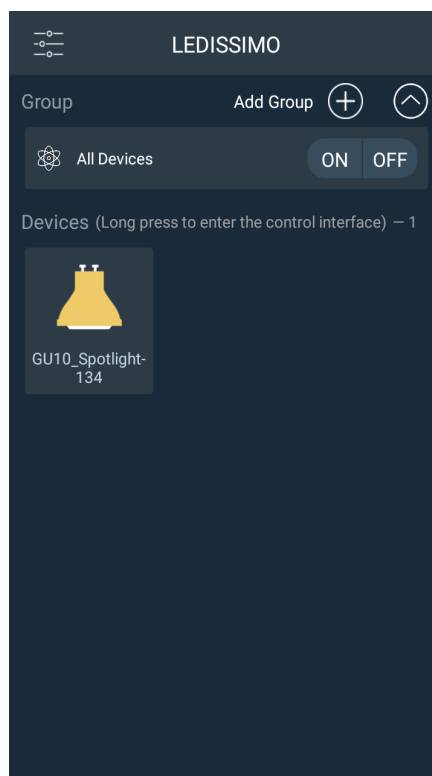 LEDISSIMO
Group Add Group
All Devices ON OFF
Devices (Long press to enter the control interface) – 1
GU10_Spotlight-
134